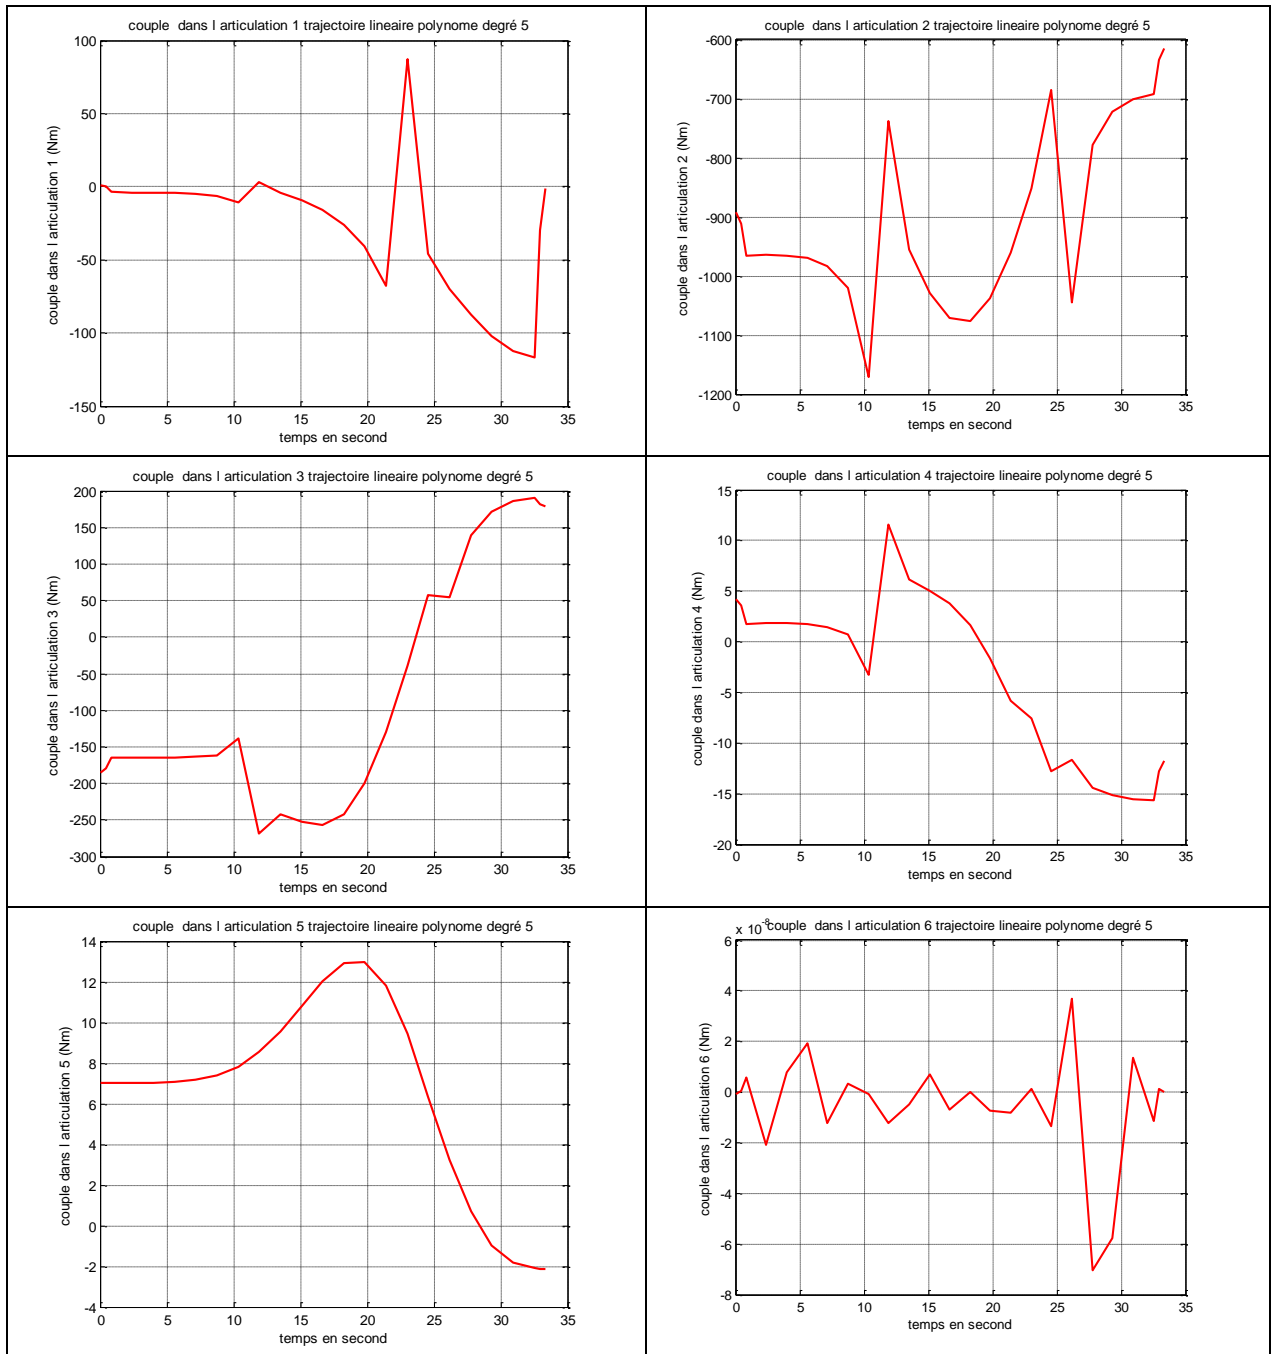 couple dans l articulation 1 trajectoire lineaire polynome degré 5
couple dans l articulation 1 (Nm)
100
50
0
-50
-100
-150
0 5 10 15 20 25 30 35
temps en second
couple dans l articulation 2 trajectoire lineaire polynome degré 5
couple dans l articulation 2 (Nm)
-600
-700
-800
-900
-1000
-1100
-1200
0 5 10 15 20 25 30 35
temps en second
couple dans l articulation 3 trajectoire lineaire polynome degré 5
couple dans l articulation 3 (Nm)
200
150
100
50
0
-50
-100
-150
-200
-250
-300
0 5 10 15 20 25 30 35
temps en second
couple dans l articulation 4 trajectoire lineaire polynome degré 5
couple dans l articulation 4 (Nm)
15
10
5
0
-5
-10
-15
-20
0 5 10 15 20 25 30 35
temps en second
couple dans l articulation 5 trajectoire lineaire polynome degré 5
couple dans l articulation 5 (Nm)
14
12
10
8
6
4
2
0
-2
-4
0 5 10 15 20 25 30 35
temps en second
x 10^-8
couple dans l articulation 6 trajectoire lineaire polynome degré 5
couple dans l articulation 6 (Nm)
6
4
2
0
-2
-4
-6
-8
0 5 10 15 20 25 30 35
temps en second